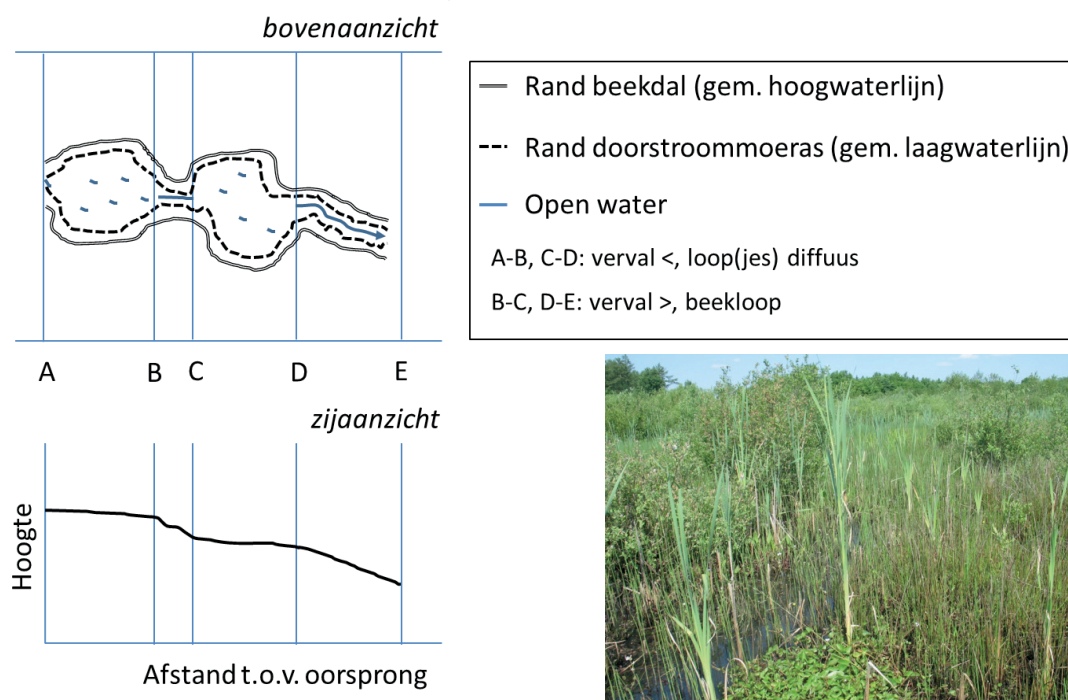 bovenaanzicht
Rand beekdal (gem. hoogwaterlijn)
Rand doorstroommoeras (gem. laagwaterlijn)
Open water
A-B, C-D: verval <, loop(jes) diffuus
B-C, D-E: verval >, beekloop
A B C D E
zijaanzicht
Hoogte
Afstand t.o.v. oorsprong